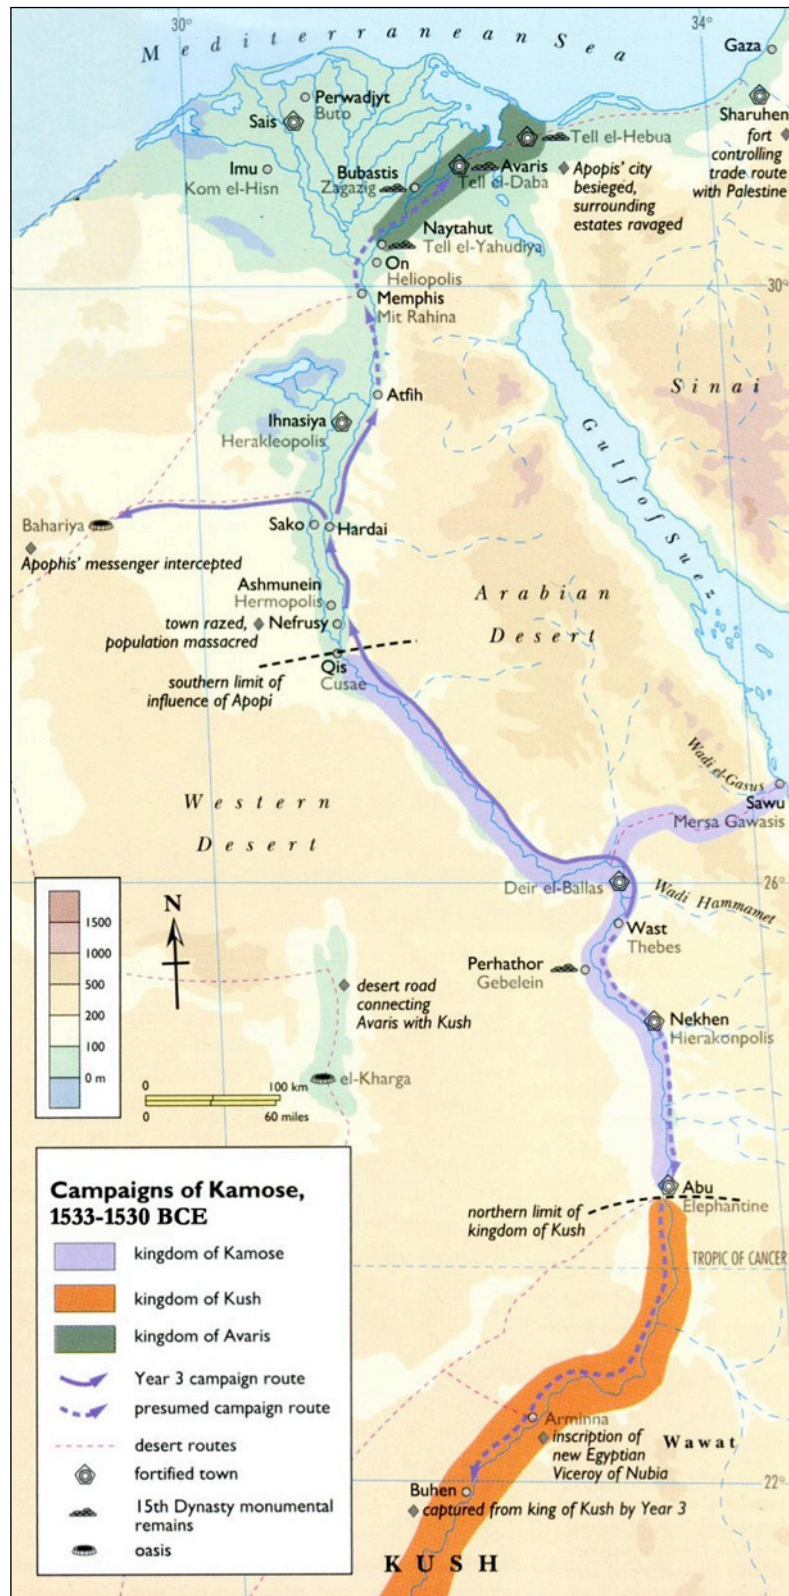 30°
34°
Mediterranean Sea
Gaza
Perwadjyt
Buto
Sais
Sharuhen
fort
controlling
trade route
with Palestine
Tell el-Hebua
Imu
Kom el-Hisn
Bubastis
Zagazig
Avaris
Tell el-Daba
Apopis' city
besieged,
surrounding
estates ravaged
Naytahut
Tell el-Yahudiya
On
Heliopolis
30°
Memphis
Mit Rahina
Sinai
Atfih
Ihnasiya
Herakleopolis
Gulf of Suez
Bahariya
Sako
Hardai
Apophis' messenger intercepted
Ashmunein
Hermopolis
Arabian
Desert
town razed,
population massacred
Nefrusy
Qis
Cusae
southern limit of
influence of Apopi
Wadi el-Gasus
Sawu
Mersa Gawasis
Western
Desert
Deir el-Ballas
26°
Wadi Hammamet
N
Wast
Thebes
1500
1000
500
200
100
0 m
Perhathor
Gebelein
desert road
connecting
Avaris with Kush
Nekhen
Hierakonpolis
el-Kharga
0 100 km
0 60 miles
Abu
Elephantine
northern limit of
kingdom of Kush
TROPIC OF CANCER
Campaigns of Kamose,
1533-1530 BCE
kingdom of Kamose
kingdom of Kush
kingdom of Avaris
Year 3 campaign route
presumed campaign route
desert routes
fortified town
15th Dynasty monumental
remains
oasis
Arminna
inscription of
new Egyptian
Viceroy of Nubia
Wawat
22°
Buhen
captured from king of Kush by Year 3
KUSH